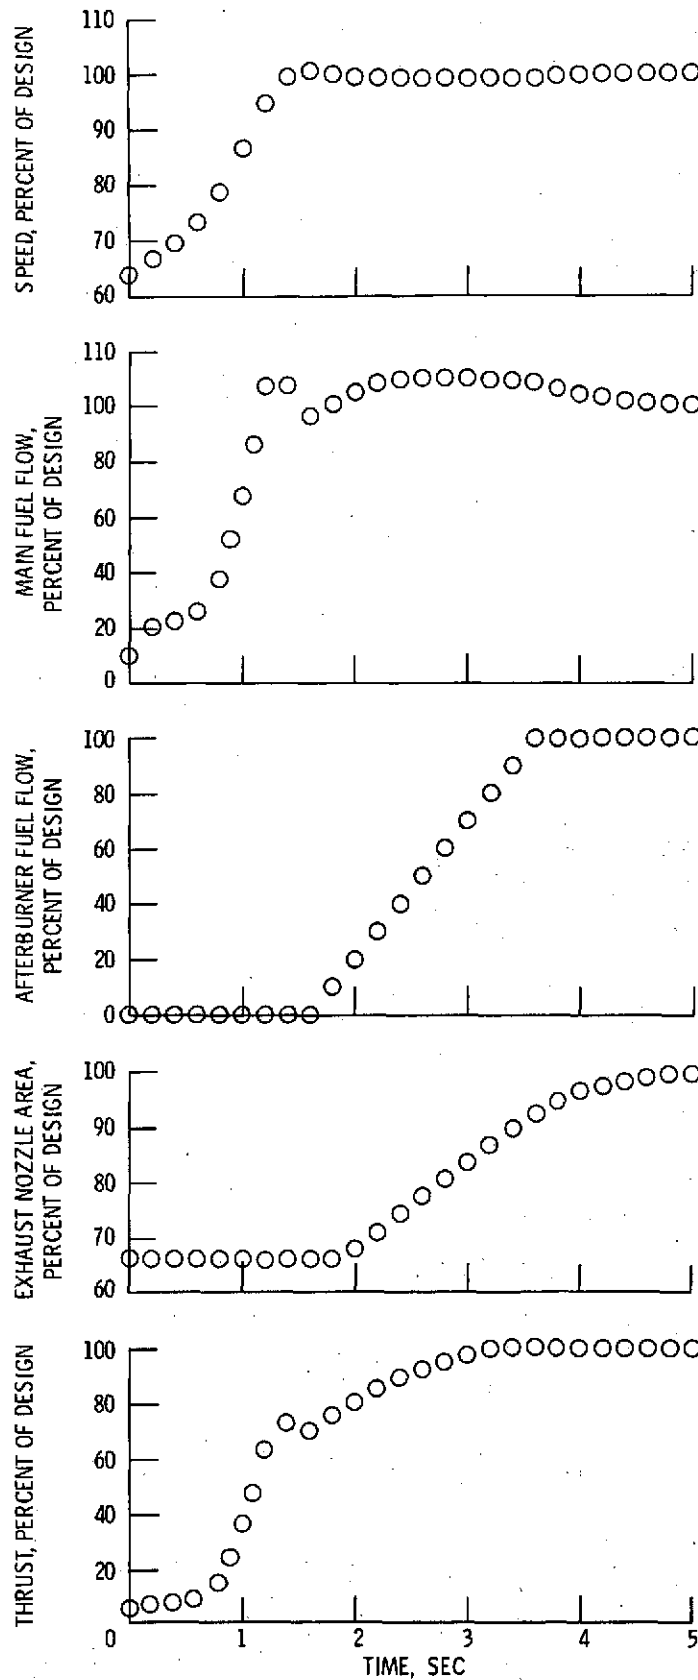 SPEED, PERCENT OF DESIGN
110
100
90
80
70
60
MAIN FUEL FLOW,
PERCENT OF DESIGN
110
100
80
60
40
20
0
AFTERBURNER FUEL FLOW,
PERCENT OF DESIGN
100
80
60
40
20
0
EXHAUST NOZZLE AREA,
PERCENT OF DESIGN
100
90
80
70
60
THRUST, PERCENT OF DESIGN
100
80
60
40
20
0 1 2 3 4 5
TIME, SEC